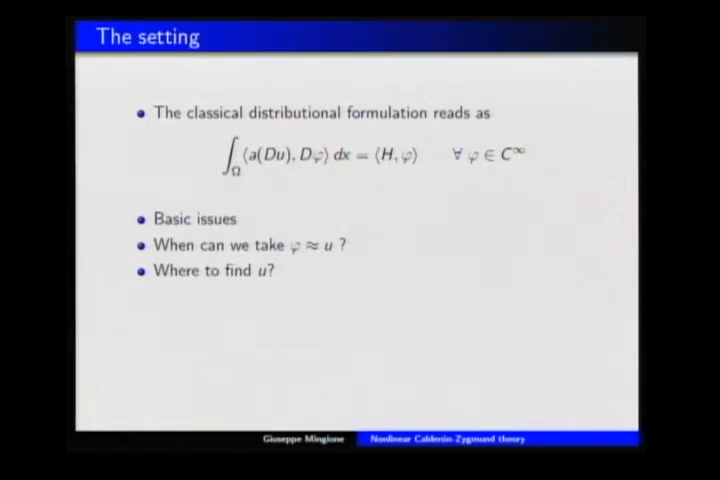 The setting
The classical distributional formulation reads as
∫_Ω ⟨a(Du), Dφ⟩ dx = ⟨H, φ⟩ ∀ φ ∈ C^∞
Basic issues
When can we take φ ≈ u ?
Where to find u?
Giuseppe Mingione Nonlinear Calderón-Zygmund theory